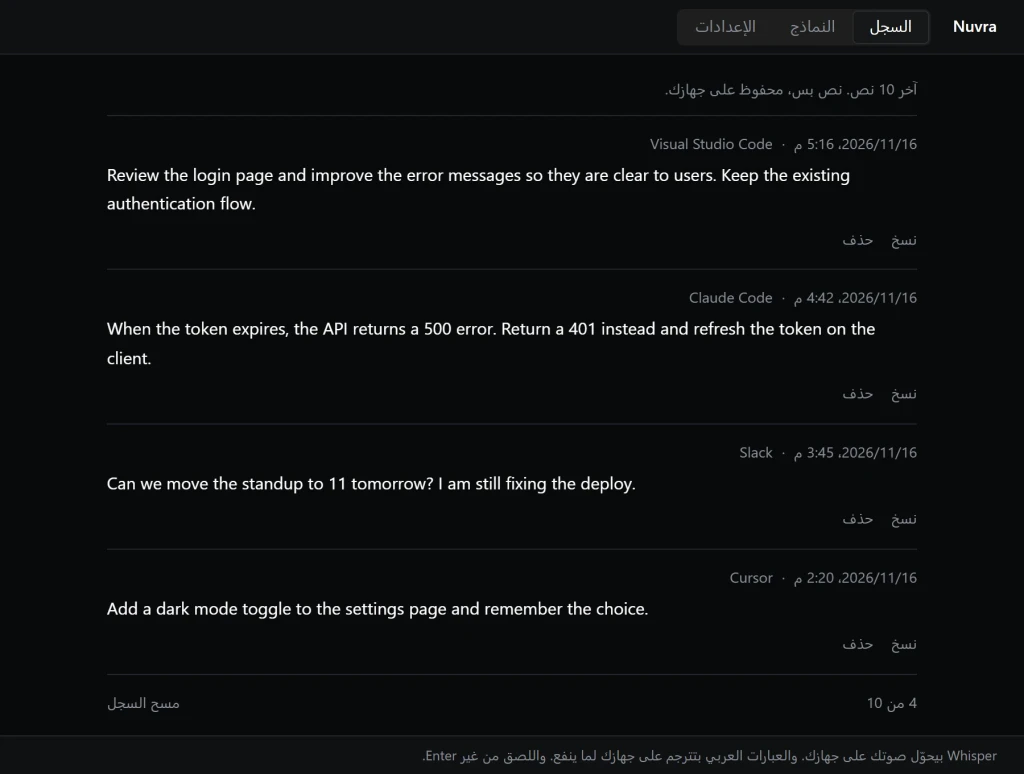 Nuvra
السجل
النماذج
الإعدادات
آخر 10 نص. نص بس، محفوظ على جهازك.
2026/11/16، 5:16 م · Visual Studio Code
Review the login page and improve the error messages so they are clear to users. Keep the existing
authentication flow.
نسخ حذف
2026/11/16، 4:42 م · Claude Code
When the token expires, the API returns a 500 error. Return a 401 instead and refresh the token on the
client.
نسخ حذف
2026/11/16، 3:45 م · Slack
Can we move the standup to 11 tomorrow? I am still fixing the deploy.
نسخ حذف
2026/11/16، 2:20 م · Cursor
Add a dark mode toggle to the settings page and remember the choice.
نسخ حذف
4 من 10
مسح السجل
Whisper بيحوّل صوتك على جهازك. والعبارات العربي بتترجم على جهازك لما ينفع. واللصق من غير Enter.